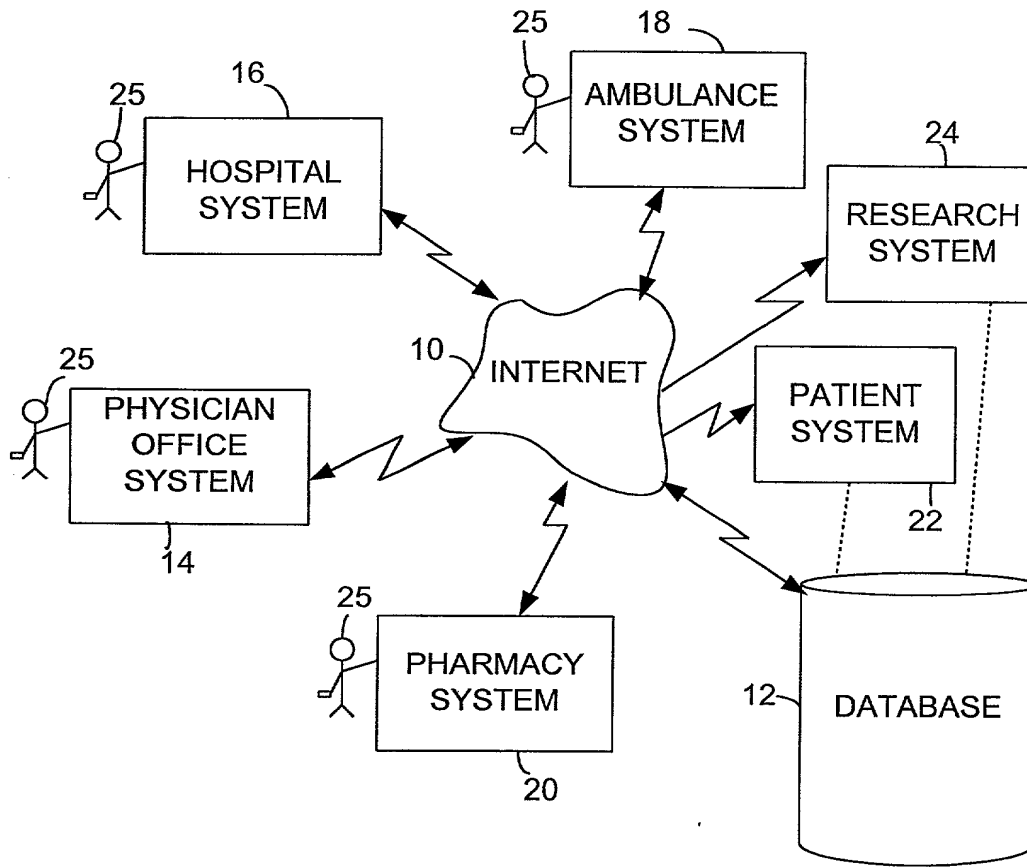 25
18
AMBULANCE
SYSTEM
16
25
HOSPITAL
SYSTEM
24
RESEARCH
SYSTEM
10
INTERNET
25
PHYSICIAN
OFFICE
SYSTEM
14
PATIENT
SYSTEM
22
25
PHARMACY
SYSTEM
20
12
DATABASE